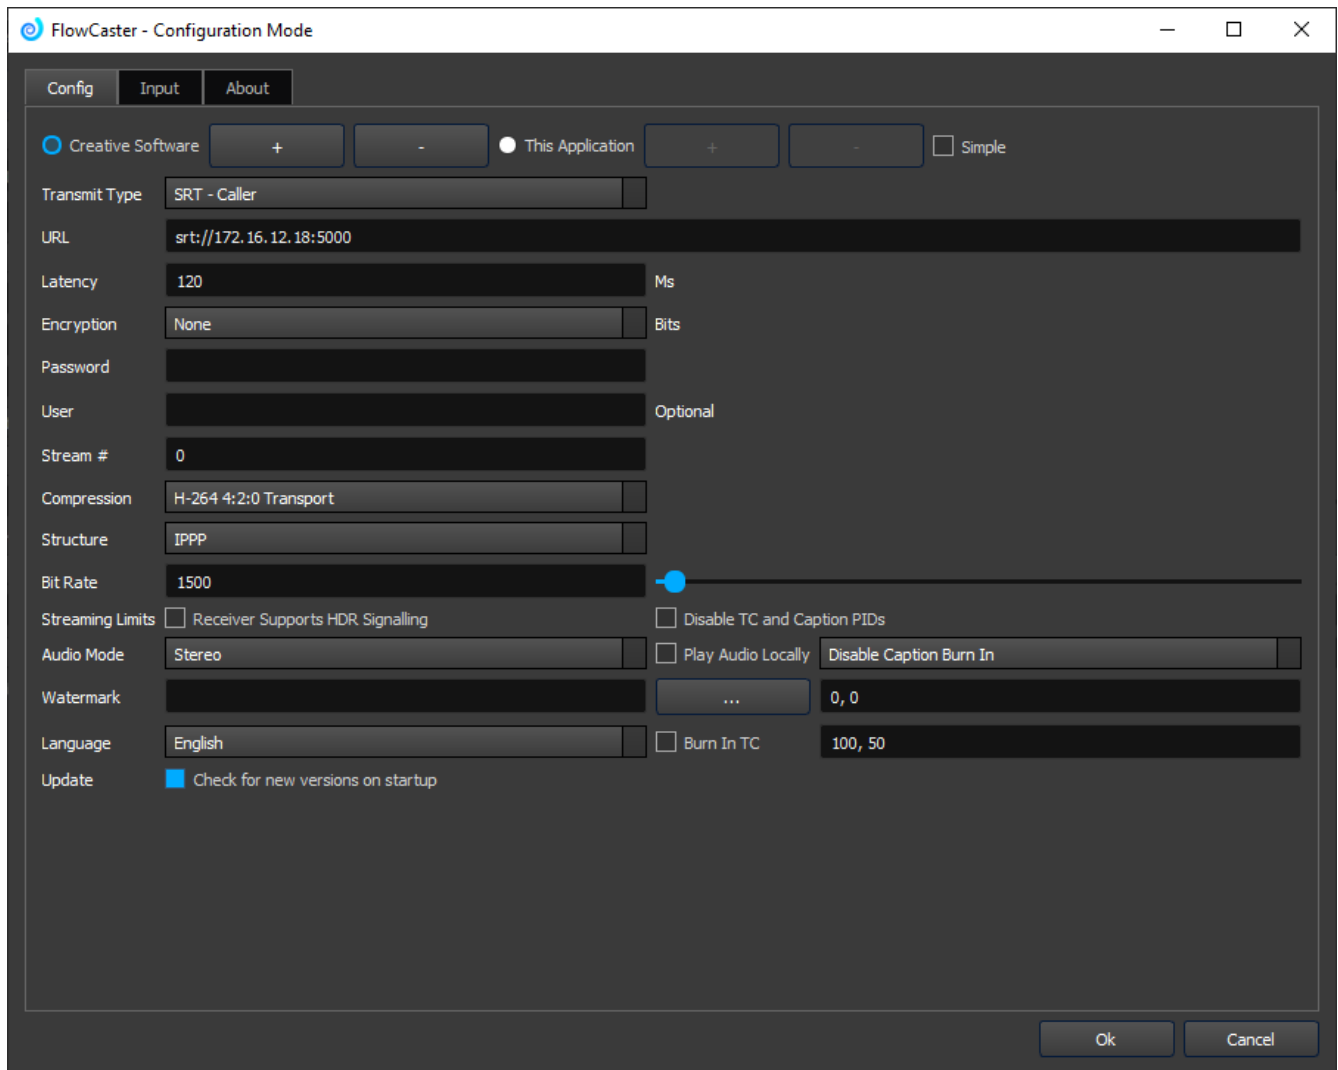 FlowCaster - Configuration Mode
Config Input About
Creative Software + - This Application + - Simple
Transmit Type SRT - Caller
URL srt://172.16.12.18:5000
Latency 120 Ms
Encryption None Bits
Password
User Optional
Stream # 0
Compression H-264 4:2:0 Transport
Structure IPPP
Bit Rate 1500
Streaming Limits Receiver Supports HDR Signalling Disable TC and Caption PIDs
Audio Mode Stereo Play Audio Locally Disable Caption Burn In
Watermark ... 0, 0
Language English Burn In TC 100, 50
Update Check for new versions on startup
Ok Cancel